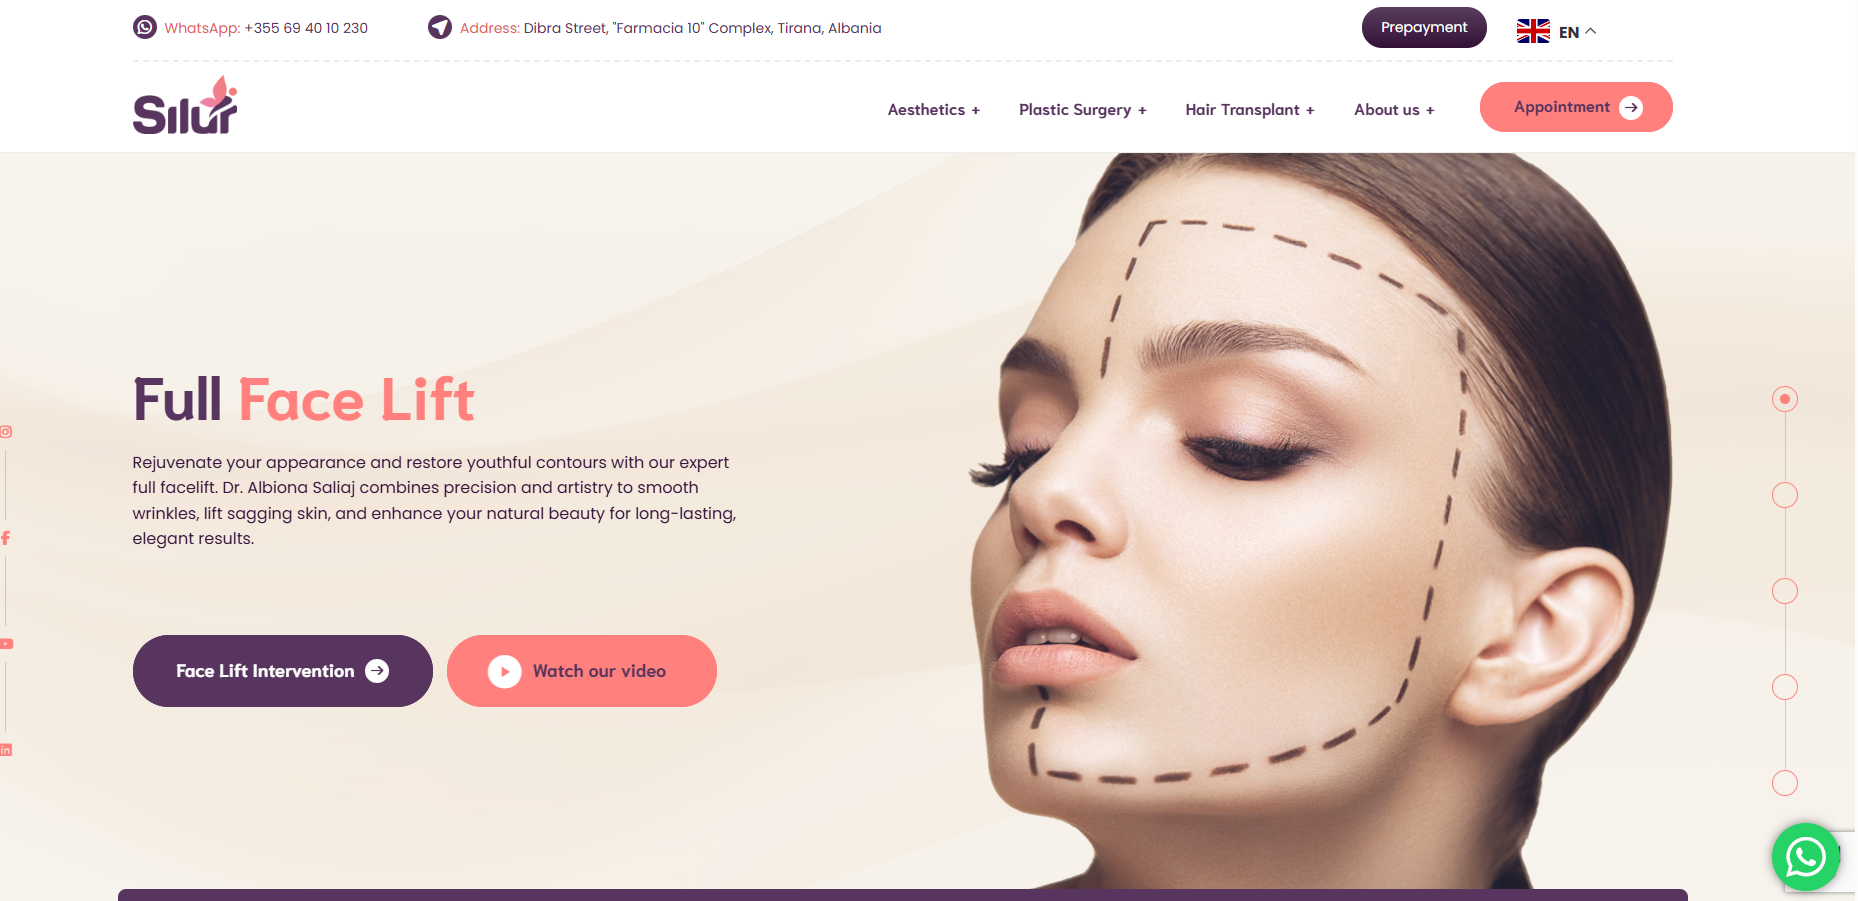 WhatsApp: +355 69 40 10 230
Address: Dibra Street, "Farmacia 10" Complex, Tirana, Albania
Prepayment
EN
Silur
Aesthetics +
Plastic Surgery +
Hair Transplant +
About us +
Appointment
Full Face Lift
Rejuvenate your appearance and restore youthful contours with our expert
full facelift. Dr. Albiona Saliaj combines precision and artistry to smooth
wrinkles, lift sagging skin, and enhance your natural beauty for long-lasting,
elegant results.
Face Lift Intervention
Watch our video